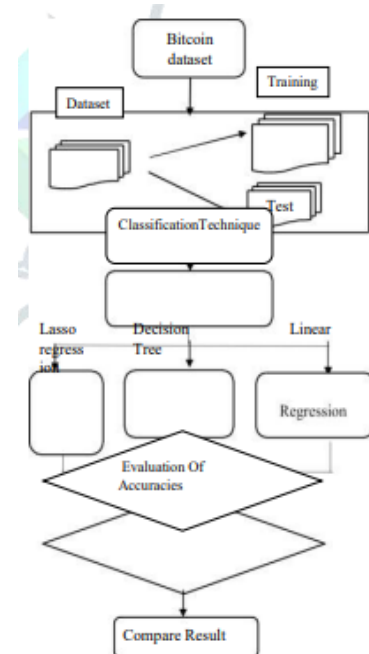 Bitcoin
dataset
Training
Dataset
Test
ClassificationTechnique
Lasso
regress
ion
Decision
Tree
Linear
Regression
Evaluation Of
Accuracies
Compare Result